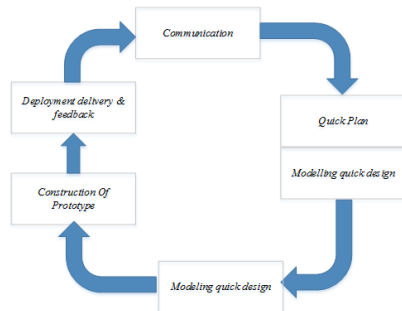 Communication
Quick Plan
Modelling quick design
Modeling quick design
Construction Of
Prototype
Deployment delivery &
feedback